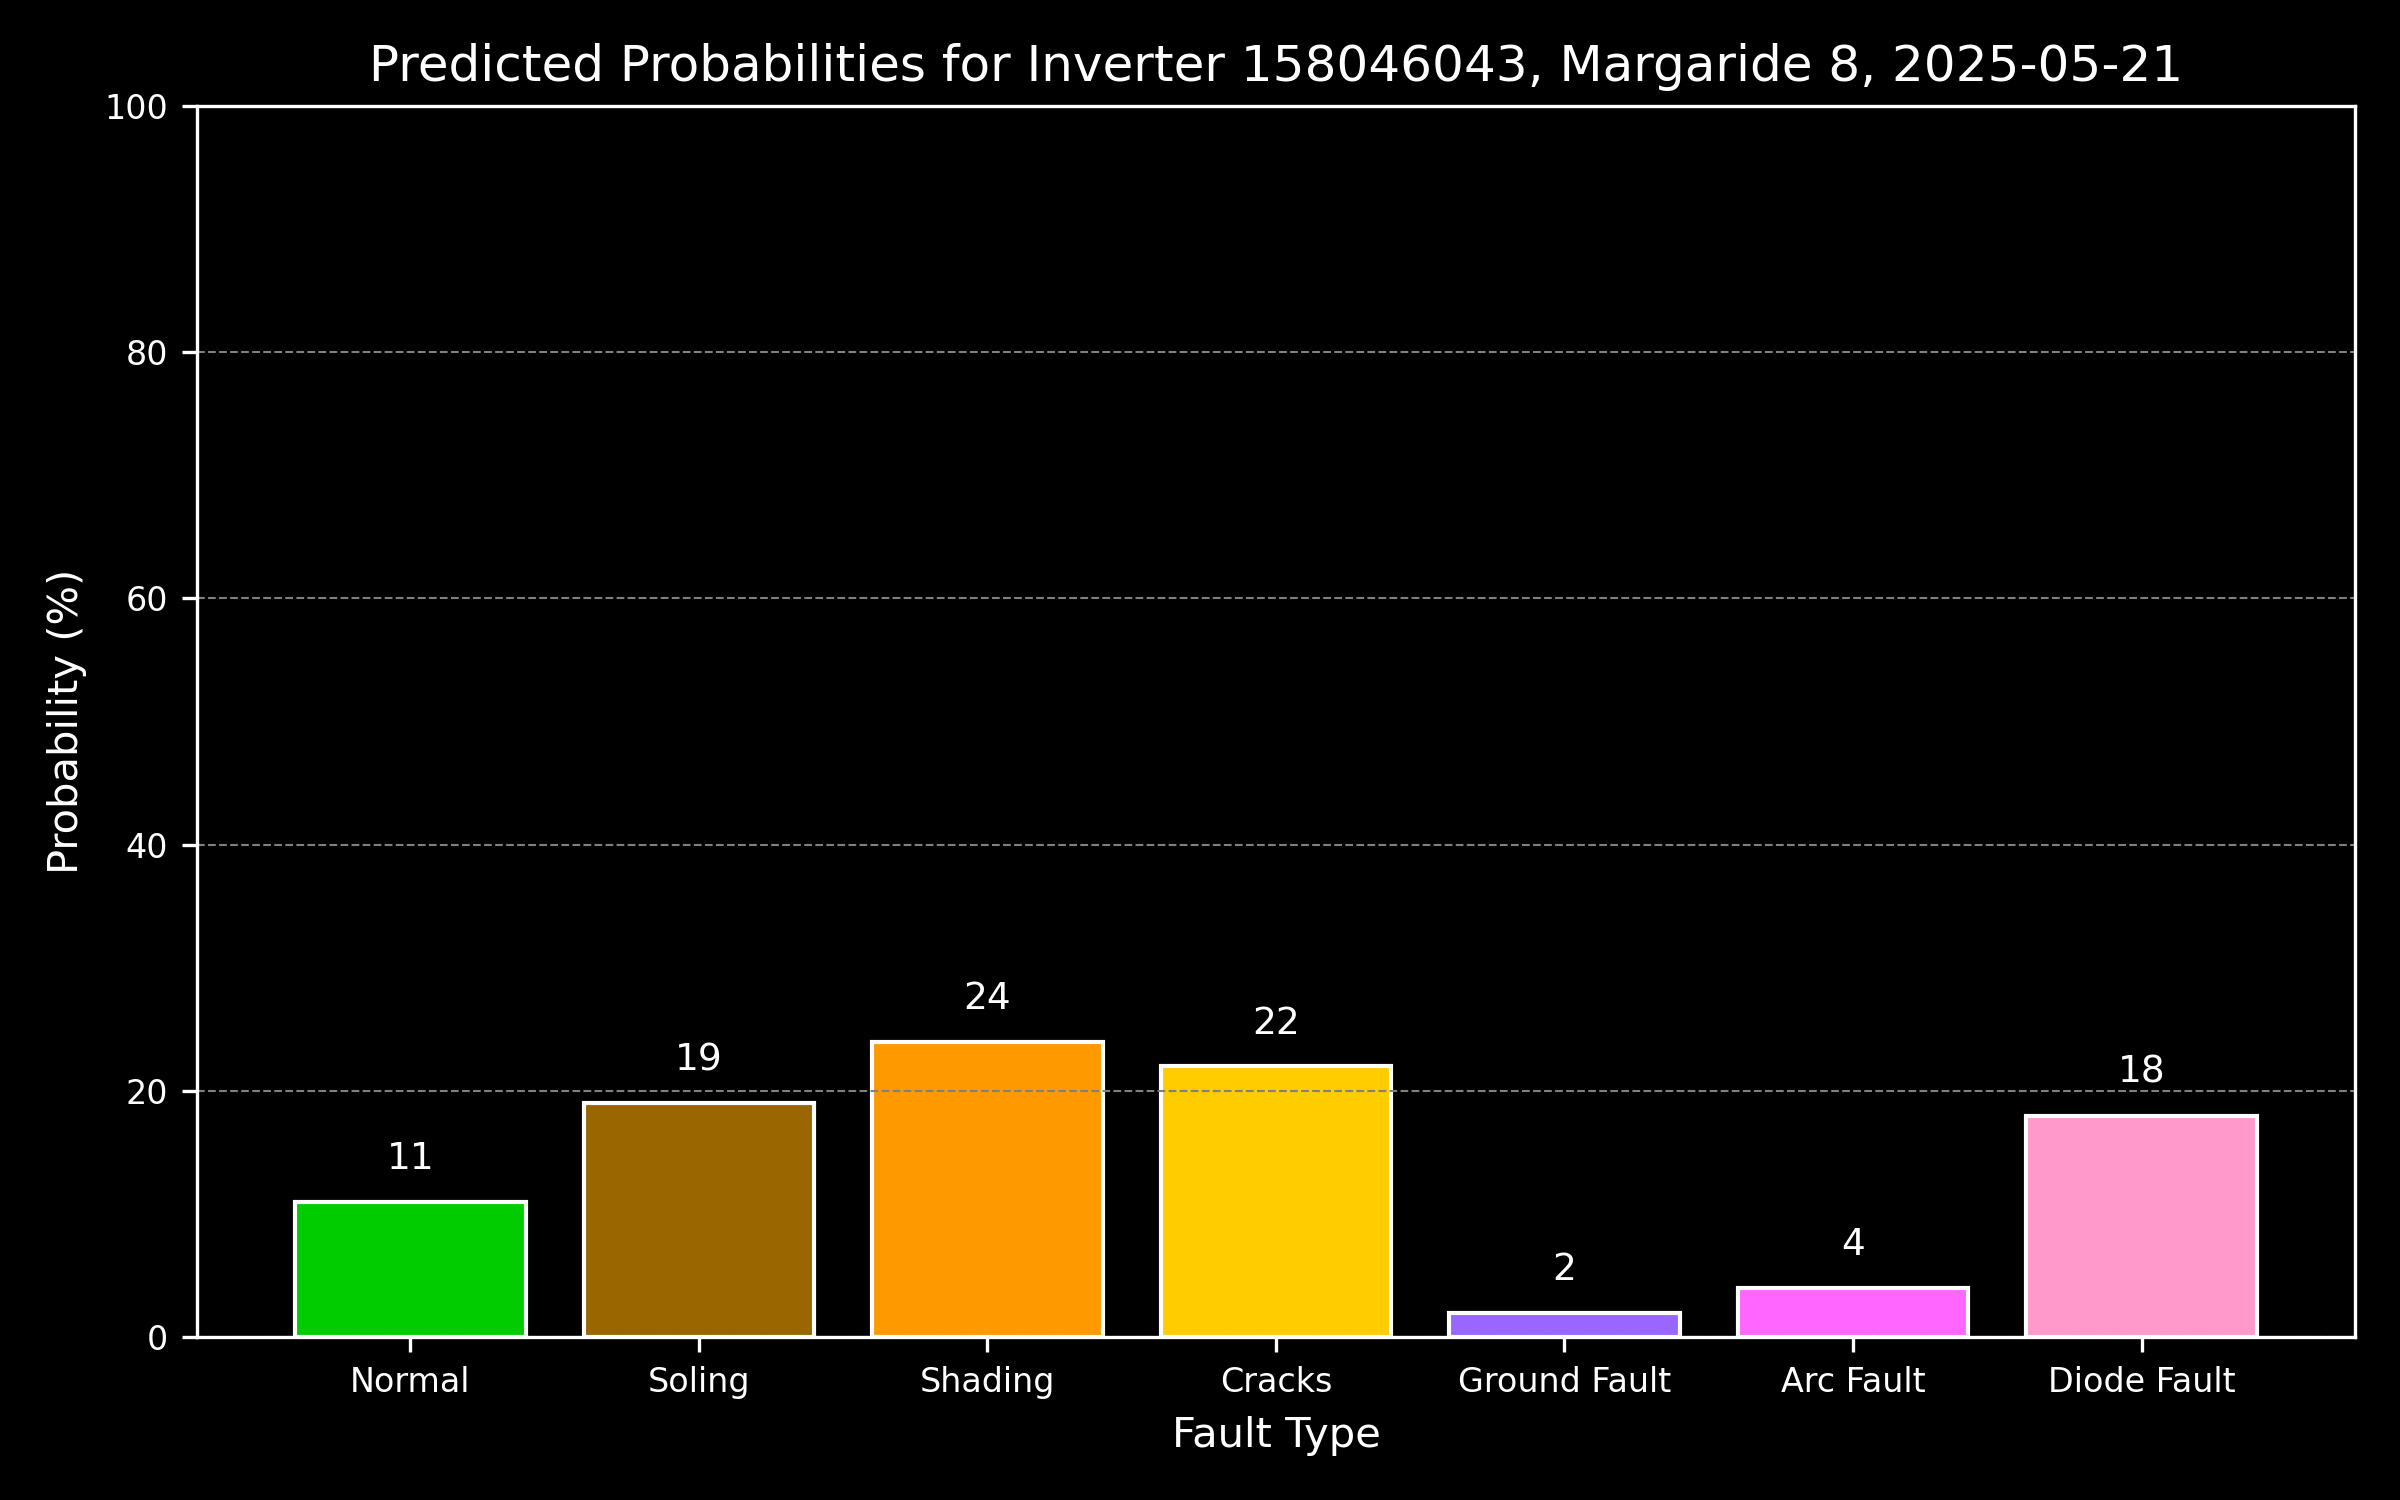 Predicted Probabilities for Inverter 158046043, Margaride 8, 2025-05-21
100
80
60
40
20
0
Probability (%)
11
19
24
22
2
4
18
Normal
Soling
Shading
Cracks
Ground Fault
Arc Fault
Diode Fault
Fault Type